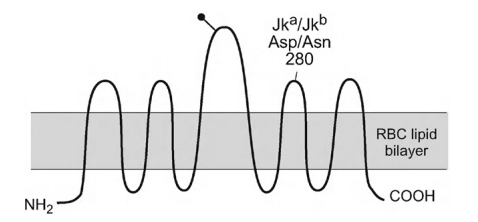 Jkᵃ/Jkᵇ
Asp/Asn
280
RBC lipid
bilayer
NH₂
COOH